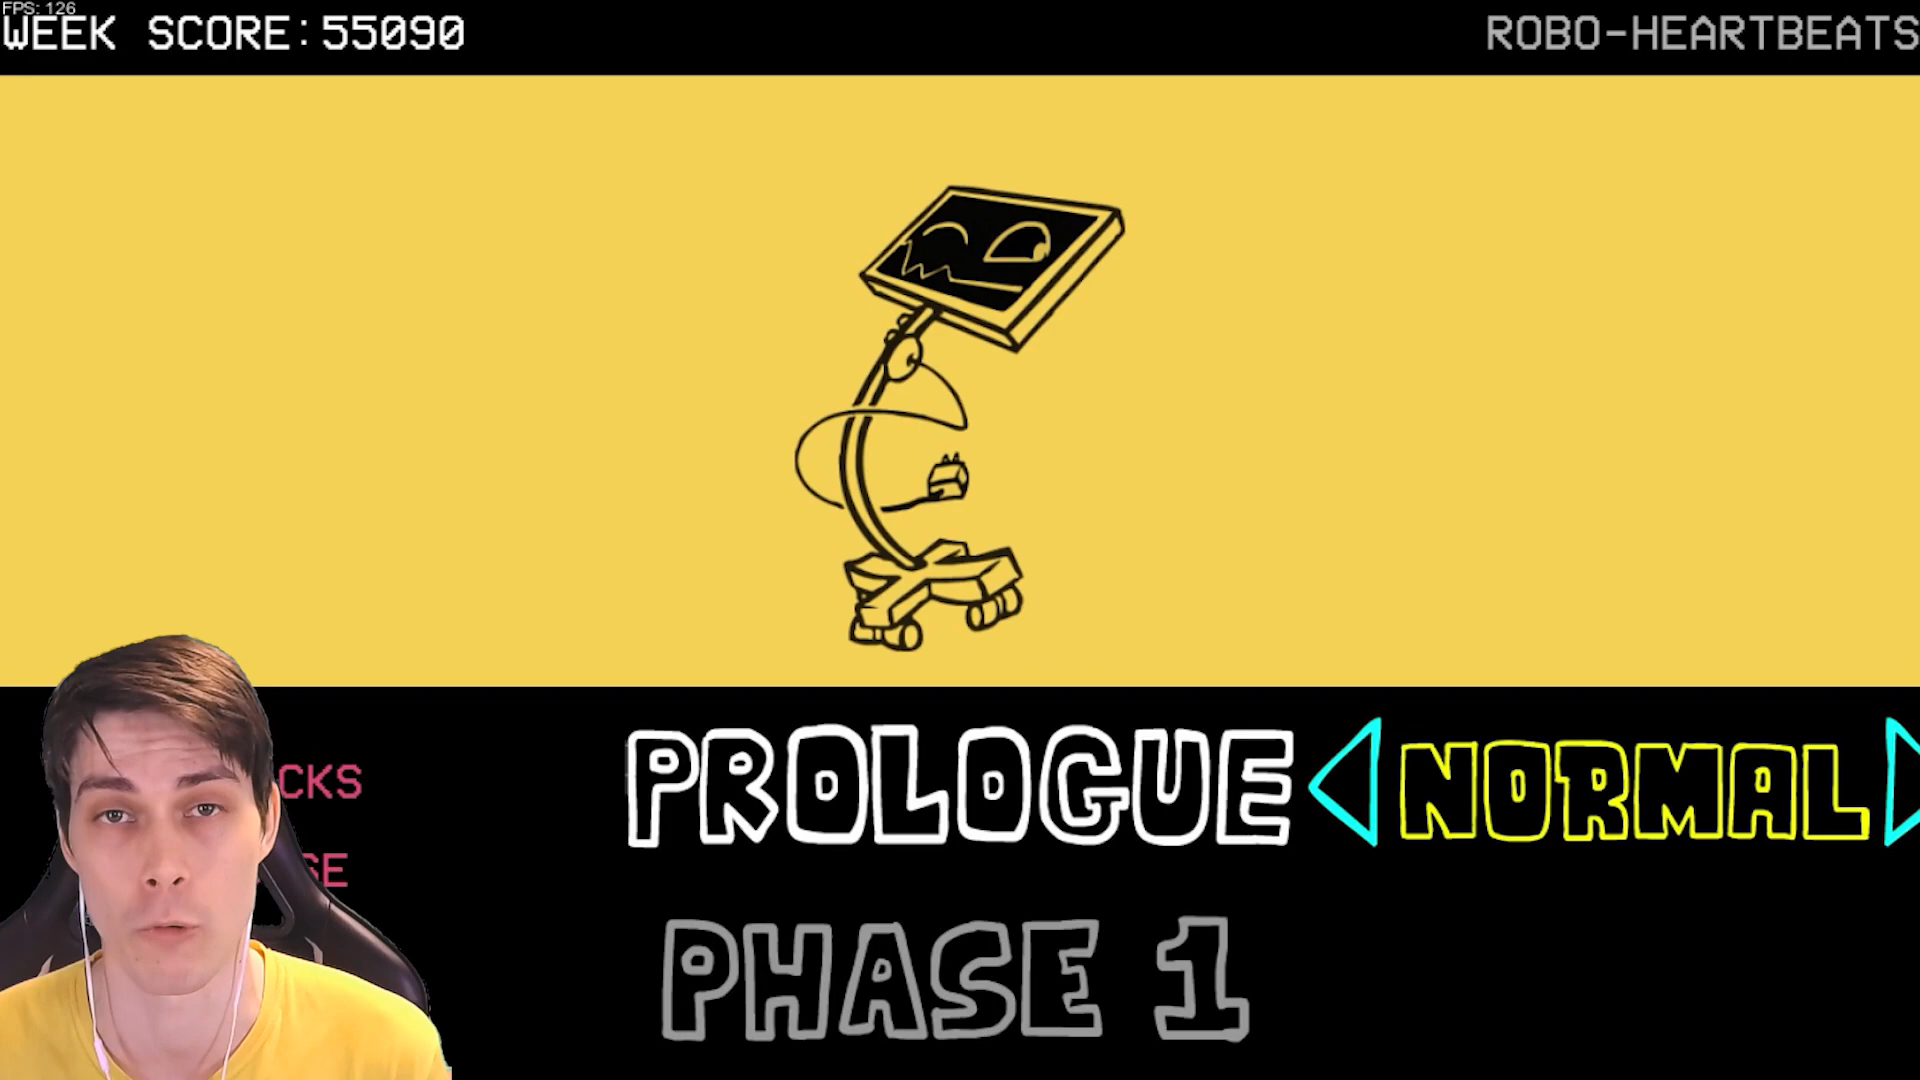 FPS: 126
WEEK SCORE:55090
ROBO-HEARTBEATS
CKS
SE
PROLOGUE
NORMAL
PHASE 1